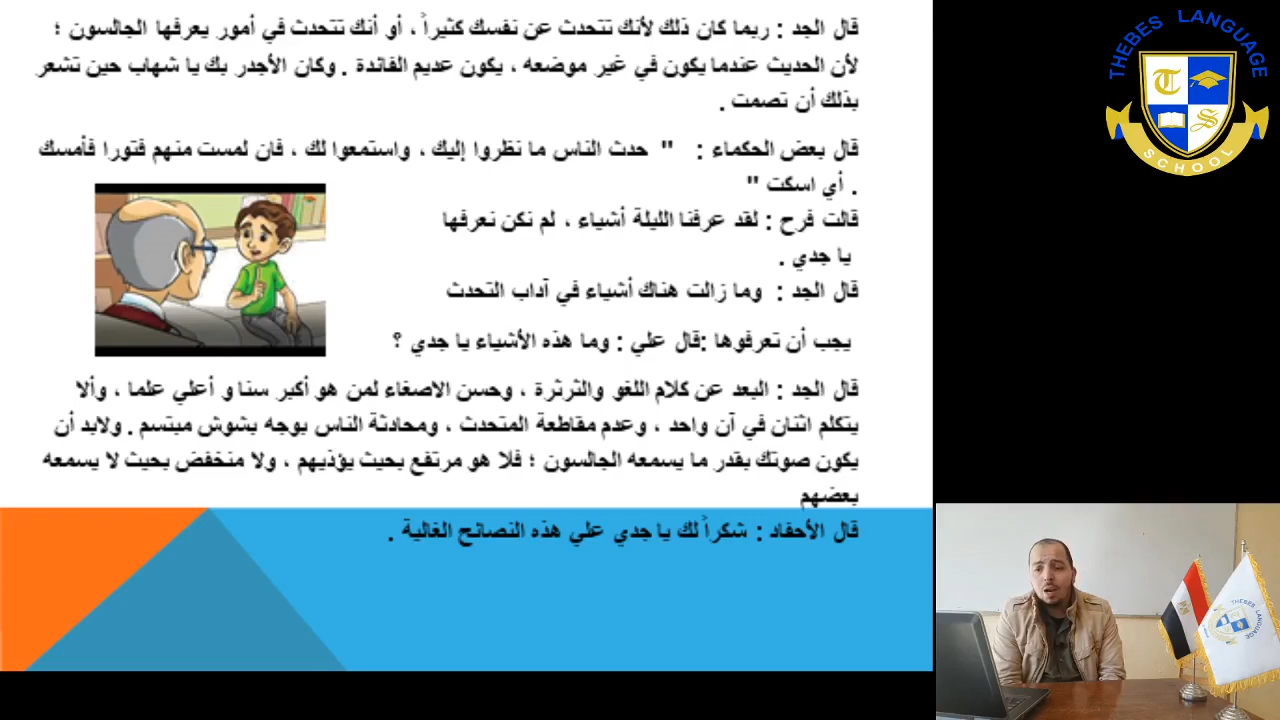 قال الجد : ربما كان ذلك لأنك تتحدث عن نفسك كثيراً ، أو أنك تتحدث في أمور يعرفها الجالسون ؛
لأن الحديث عندما يكون في غير موضعه ، يكون عديم الفائدة . وكان الأجدر بك يا شهاب حين تشعر
بذلك أن تصمت .
قال بعض الحكماء : " حدث الناس ما نظروا إليك ، واستمعوا لك ، فان لمست منهم فتورا فأمسك
. أي اسكت "
قالت فرح : لقد عرفنا الليلة أشياء ، لم نكن نعرفها
يا جدي .
قال الجد : وما زالت هناك أشياء في آداب التحدث
يجب أن تعرفوها :قال علي : وما هذه الأشياء يا جدي ؟
قال الجد : البعد عن كلام اللغو والثرثرة ، وحسن الاصغاء لمن هو أكبر سنا و أعلي علما ، وألا
يتكلم اثنان في آن واحد ، وعدم مقاطعة المتحدث ، ومحادثة الناس بوجه بشوش مبتسم . ولابد أن
يكون صوتك بقدر ما يسمعه الجالسون ؛ فلا هو مرتفع بحيث يؤذيهم ، ولا منخفض بحيث لا يسمعه
بعضهم
قال الأحفاد : شكراً لك يا جدي علي هذه النصائح الغالية .
THEBES LANGUAGE
T
S
SCHOOL
THEBES LANGUAGE